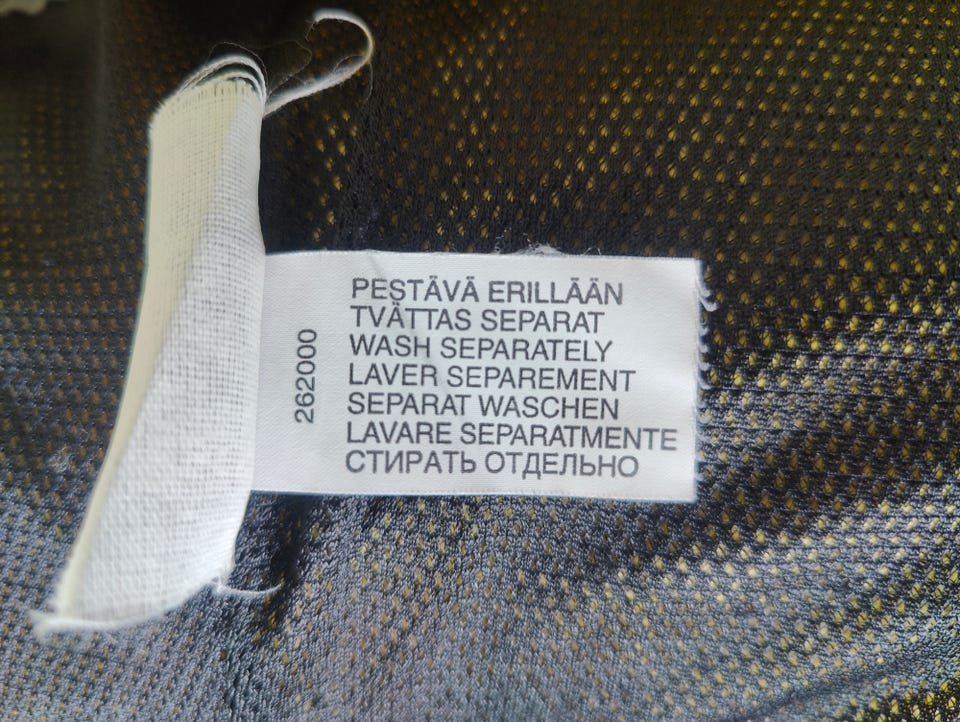 PESTÄVÄ ERILLÄÄN
TVÄTTAS SEPARAT
WASH SEPARATELY
LAVER SEPAREMENT
SEPARAT WASCHEN
LAVARE SEPARATMENTE
СТИРАТЬ ОТДЕЛЬНО
262000